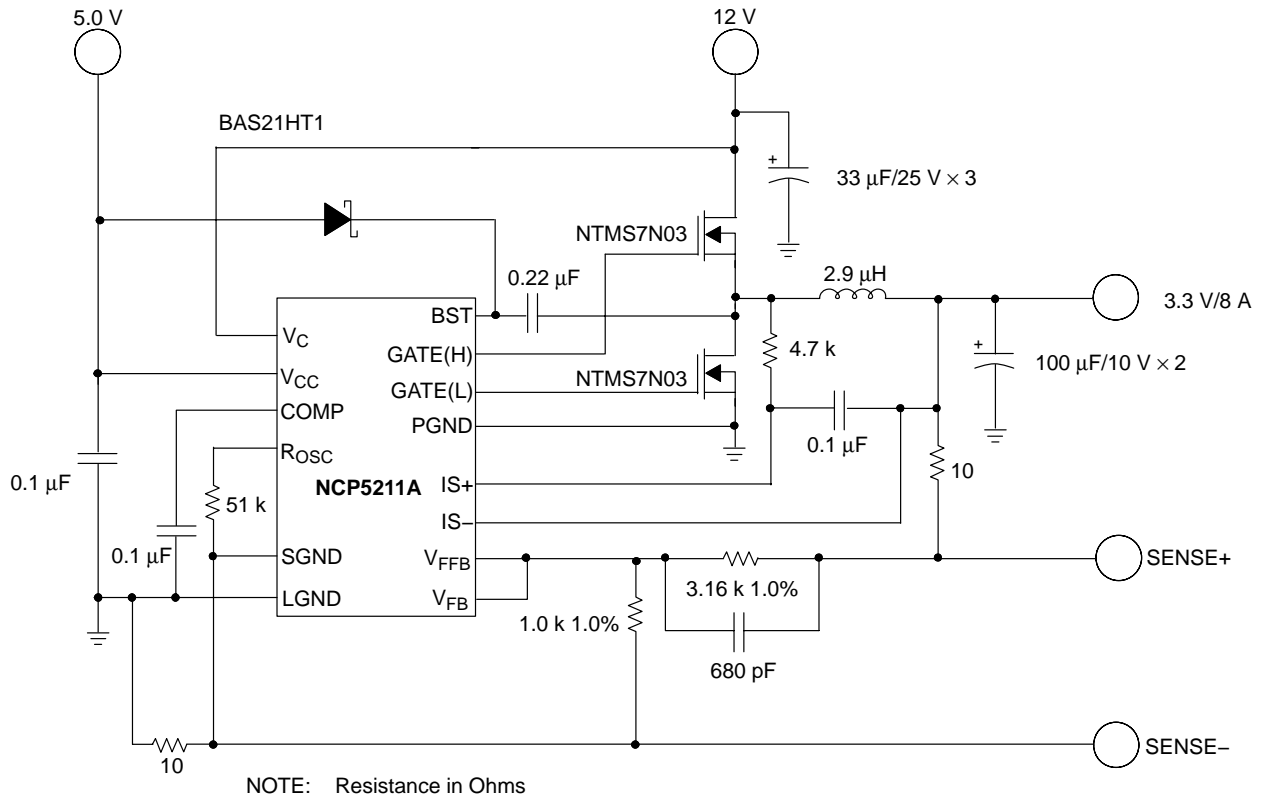 5.0 V
12 V
BAS21HT1
33 μF/25 V × 3
NTMS7N03
2.9 μH
0.22 μF
3.3 V/8 A
BST
VC
4.7 k
GATE(H)
NTMS7N03
100 μF/10 V × 2
VCC
GATE(L)
COMP
PGND
0.1 μF
ROSC
10
0.1 μF
NCP5211A
IS+
51 k
IS−
0.1 μF
SGND
VFFB
SENSE+
3.16 k 1.0%
LGND
VFB
1.0 k 1.0%
680 pF
SENSE−
10
NOTE: Resistance in Ohms